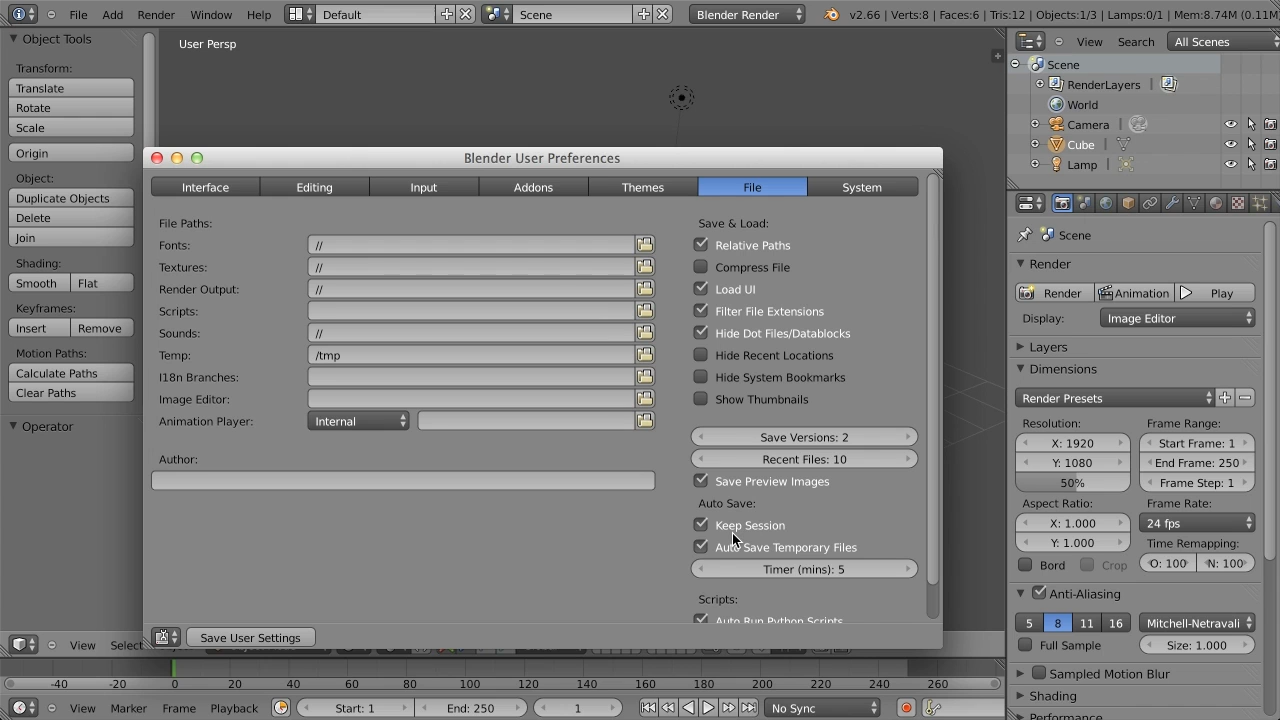 File Add Render Window Help Default Scene Blender Render v2.66 | Verts:8 | Faces:6 | Tris:12 | Objects:1/3 | Lamps:0/1 | Mem:8.74M (0.11M
Object Tools
Transform:
Translate
Rotate
Scale
Origin
Object:
Duplicate Objects
Delete
Join
Shading:
Smooth Flat
Keyframes:
Insert Remove
Motion Paths:
Calculate Paths
Clear Paths
Operator
User Persp
Blender User Preferences
Interface Editing Input Addons Themes File System
File Paths:
Fonts: //
Textures: //
Render Output: //
Scripts:
Sounds: //
Temp: /tmp
I18n Branches:
Image Editor:
Animation Player: Internal
Author:
Save & Load:
Relative Paths
Compress File
Load UI
Filter File Extensions
Hide Dot Files/Datablocks
Hide Recent Locations
Hide System Bookmarks
Show Thumbnails
Save Versions: 2
Recent Files: 10
Save Preview Images
Auto Save:
Keep Session
Auto Save Temporary Files
Timer (mins): 5
Scripts:
Auto Run Python Scripts
Save User Settings
View Select
View Search All Scenes
Scene
RenderLayers
World
Camera
Cube
Lamp
Scene
Render
Render Animation Play
Display: Image Editor
Layers
Dimensions
Render Presets
Resolution: Frame Range:
X: 1920 Start Frame: 1
Y: 1080 End Frame: 250
50% Frame Step: 1
Aspect Ratio: Frame Rate:
X: 1.000 24 fps
Y: 1.000 Time Remapping:
Bord Crop O: 100 N: 100
Anti-Aliasing
5 8 11 16 Mitchell-Netravali
Full Sample Size: 1.000
Sampled Motion Blur
Shading
Performance
-40 -20 0 20 40 60 80 100 120 140 160 180 200 220 240 260
View Marker Frame Playback Start: 1 End: 250 1 No Sync